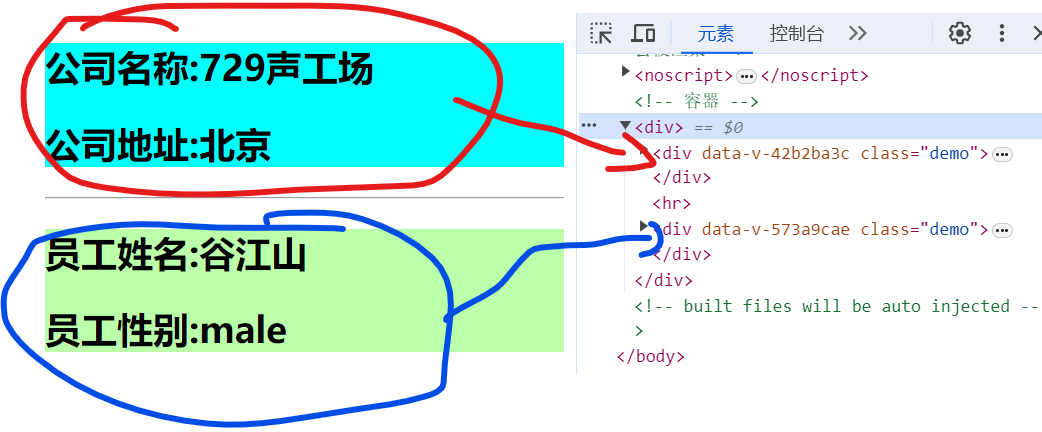 公司名称:729声工场
公司地址:北京
员工姓名:谷江山
员工性别:male
元素 控制台
<noscript> </noscript>
<!-- 容器 -->
<div> == $0
<div data-v-42b2ba3c class="demo">
</div>
<hr>
<div data-v-573a9cae class="demo">
</div>
</div>
<!-- built files will be auto injected --
>
</body>